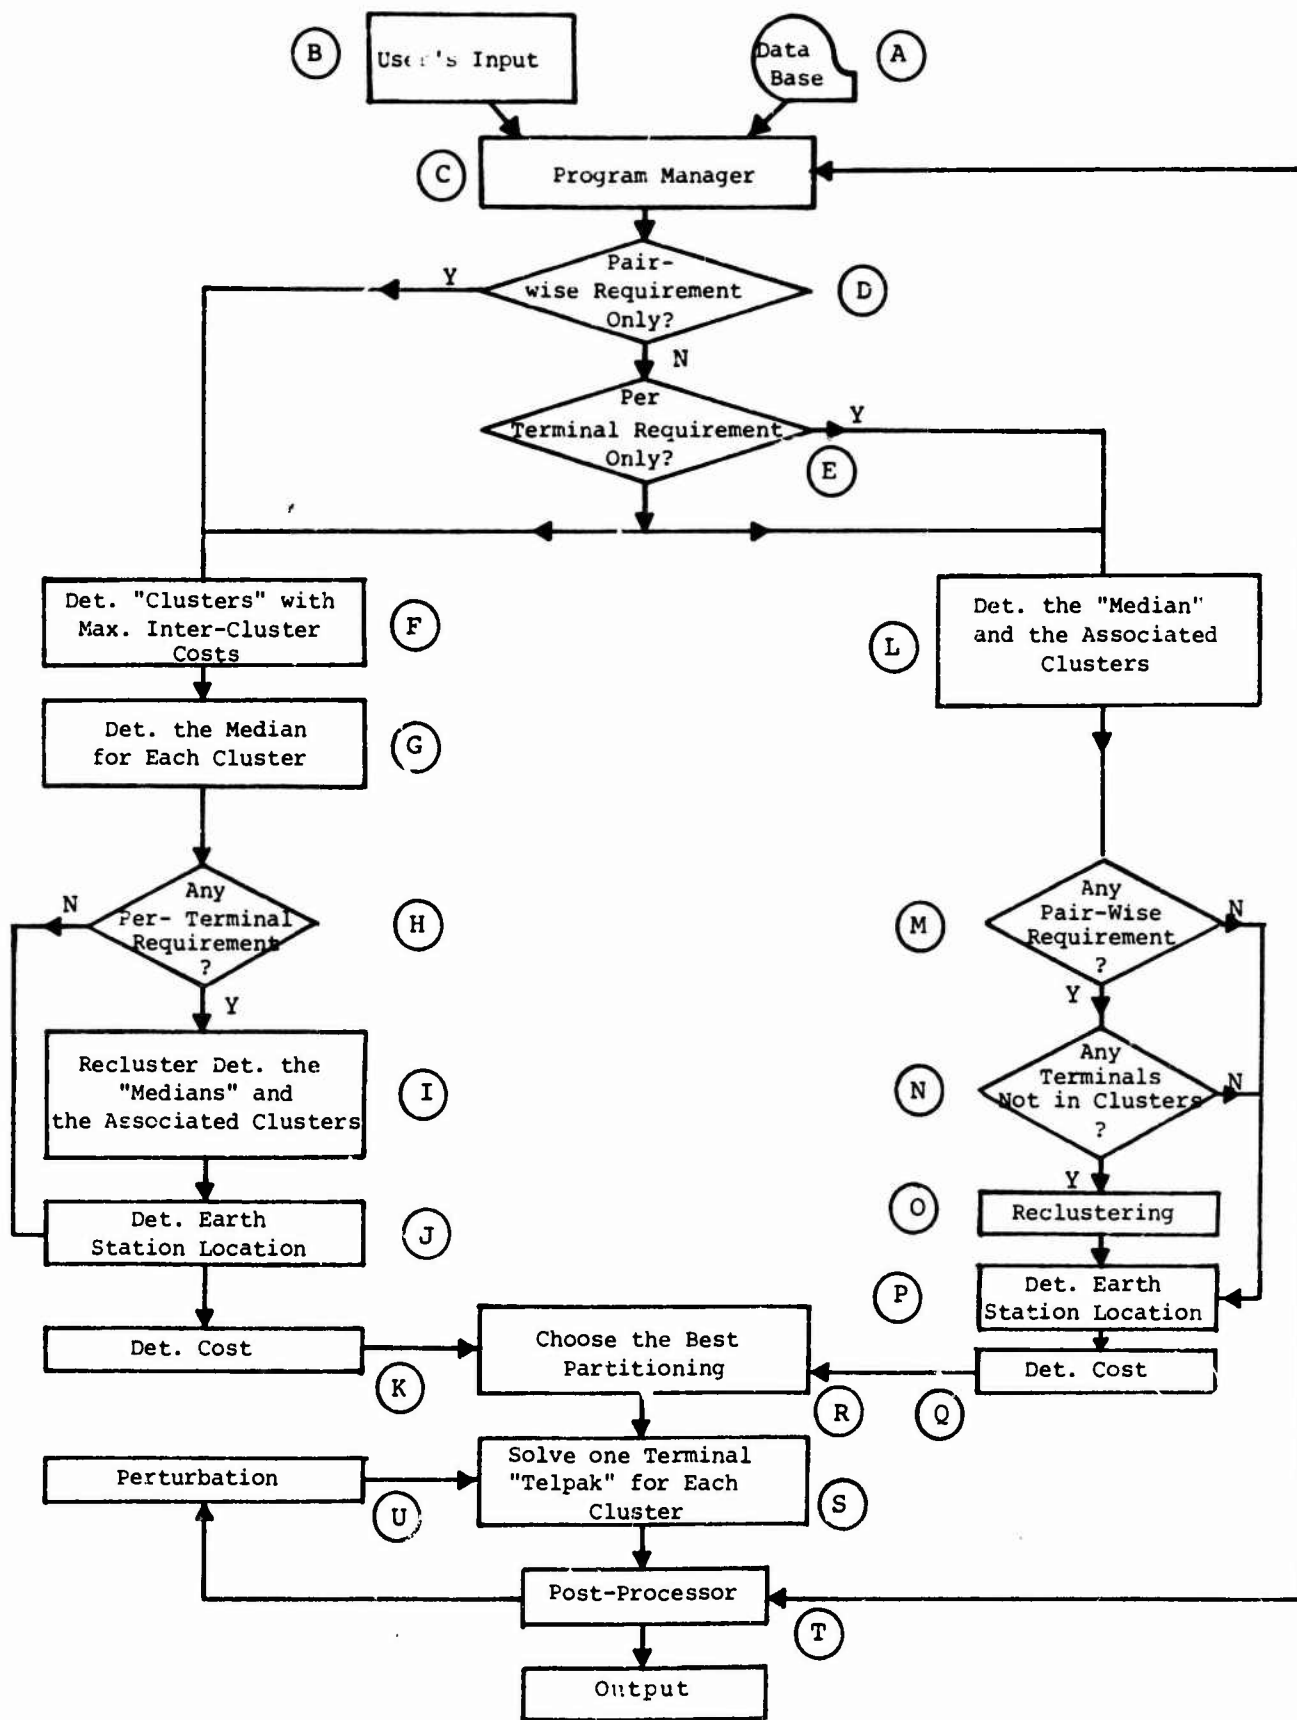 B
User's Input
Data
Base
A
C
Program Manager
Y
Pair-
wise Requirement
Only?
D
N
Per
Terminal Requirement
Only?
Y
E
Det. "Clusters" with
Max. Inter-Cluster
Costs
F
L
Det. the "Median"
and the Associated
Clusters
Det. the Median
for Each Cluster
G
N
Any
Per- Terminal
Requirement
?
H
Y
M
Any
Pair-Wise
Requirement
?
N
Y
Recluster Det. the
"Medians" and
the Associated Clusters
I
N
Any
Terminals
Not in Clusters
?
N
Y
O
Reclustering
Det. Earth
Station Location
J
P
Det. Earth
Station Location
Det. Cost
K
Choose the Best
Partitioning
R
Q
Det. Cost
Perturbation
U
Solve one Terminal
"Telpak" for Each
Cluster
S
Post-Processor
T
Output